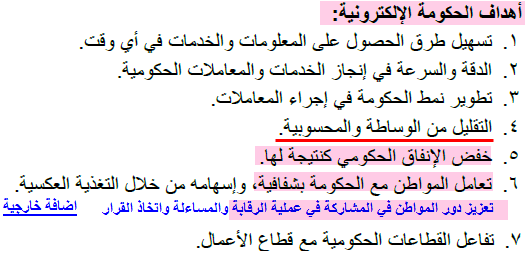 أهداف الحكومة الإلكترونية:
١. تسهيل طرق الحصول على المعلومات والخدمات في أي وقت.
٢. الدقة والسرعة في إنجاز الخدمات والمعاملات الحكومية.
٣. تطوير نمط الحكومة في إجراء المعاملات.
٤. التقليل من الوساطة والمحسوبية.
٥. خفض الإنفاق الحكومي كنتيجة لها.
٦. تعامل المواطن مع الحكومة بشفافية، وإسهامه من خلال التغذية العكسية.
تعزيز دور المواطن في المشاركة في عملية الرقابة والمساءلة واتخاذ القرار اضافة خارجية
٧. تفاعل القطاعات الحكومية مع قطاع الأعمال.